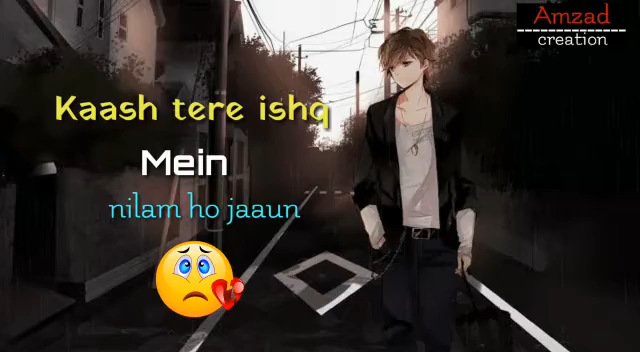 Amzad
creation
Kaash tere ishq
Mein
nilam ho jaaun